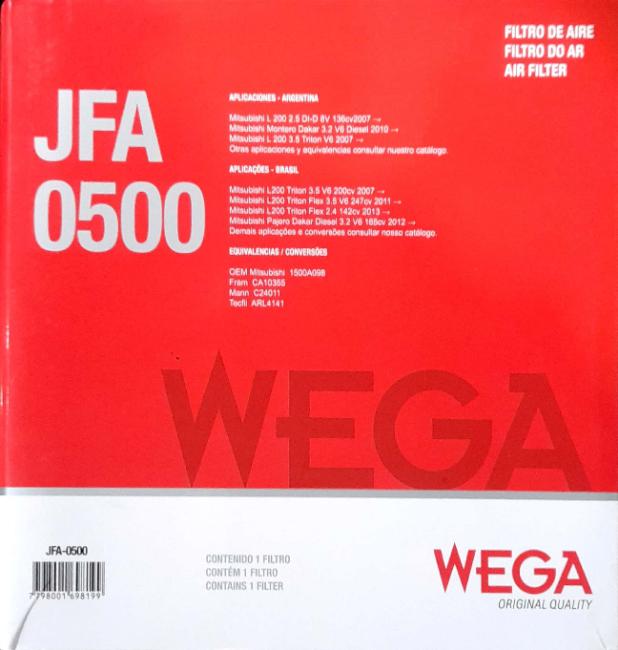 FILTRO DE AIRE
FILTRO DO AR
AIR FILTER
JFA
0500
APLICACIONES - ARGENTINA
Mitsubishi L 200 2.5 DI-D 8V 136cv2007 →
Mitsubishi Montero Dakar 3.2 V6 Diesel 2010 →
Mitsubishi L 200 3.5 Triton V6 2007 →
Otras aplicaciones y equivalencias consultar nuestro catálogo.
APLICAÇÕES - BRASIL
Mitsubishi L200 Triton 3.5 V6 200cv 2007 →
Mitsubishi L200 Triton Flex 3.5 V6 247cv 2011 →
Mitsubishi L200 Triton Flex 2.4 142cv 2013 →
Mitsubishi Pajero Dakar Diesel 3.2 V6 165cv 2012 →
Demais aplicações e conversões consultar nosso catálogo.
EQUIVALENCIAS / CONVERSÕES
OEM Mitsubishi 1500A098
Fram CA10365
Mann C24011
Tecfil ARL4141
WEGA
JFA-0500
7798001698199
CONTENIDO 1 FILTRO
CONTÉM 1 FILTRO
CONTAINS 1 FILTER
WEGA
ORIGINAL QUALITY